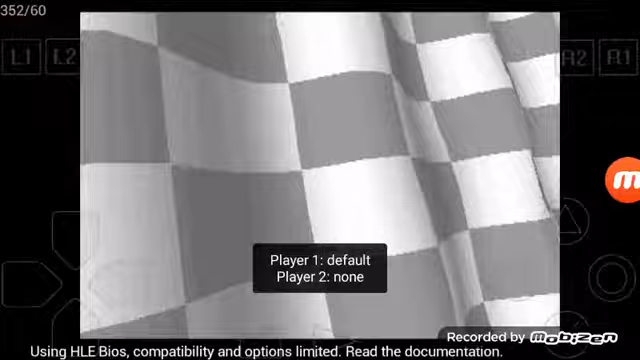 352/60
L1
L2
R2
R1
Player 1: default
Player 2: none
Recorded by mobizen
Using HLE Bios, compatibility and options limited. Read the documentation.